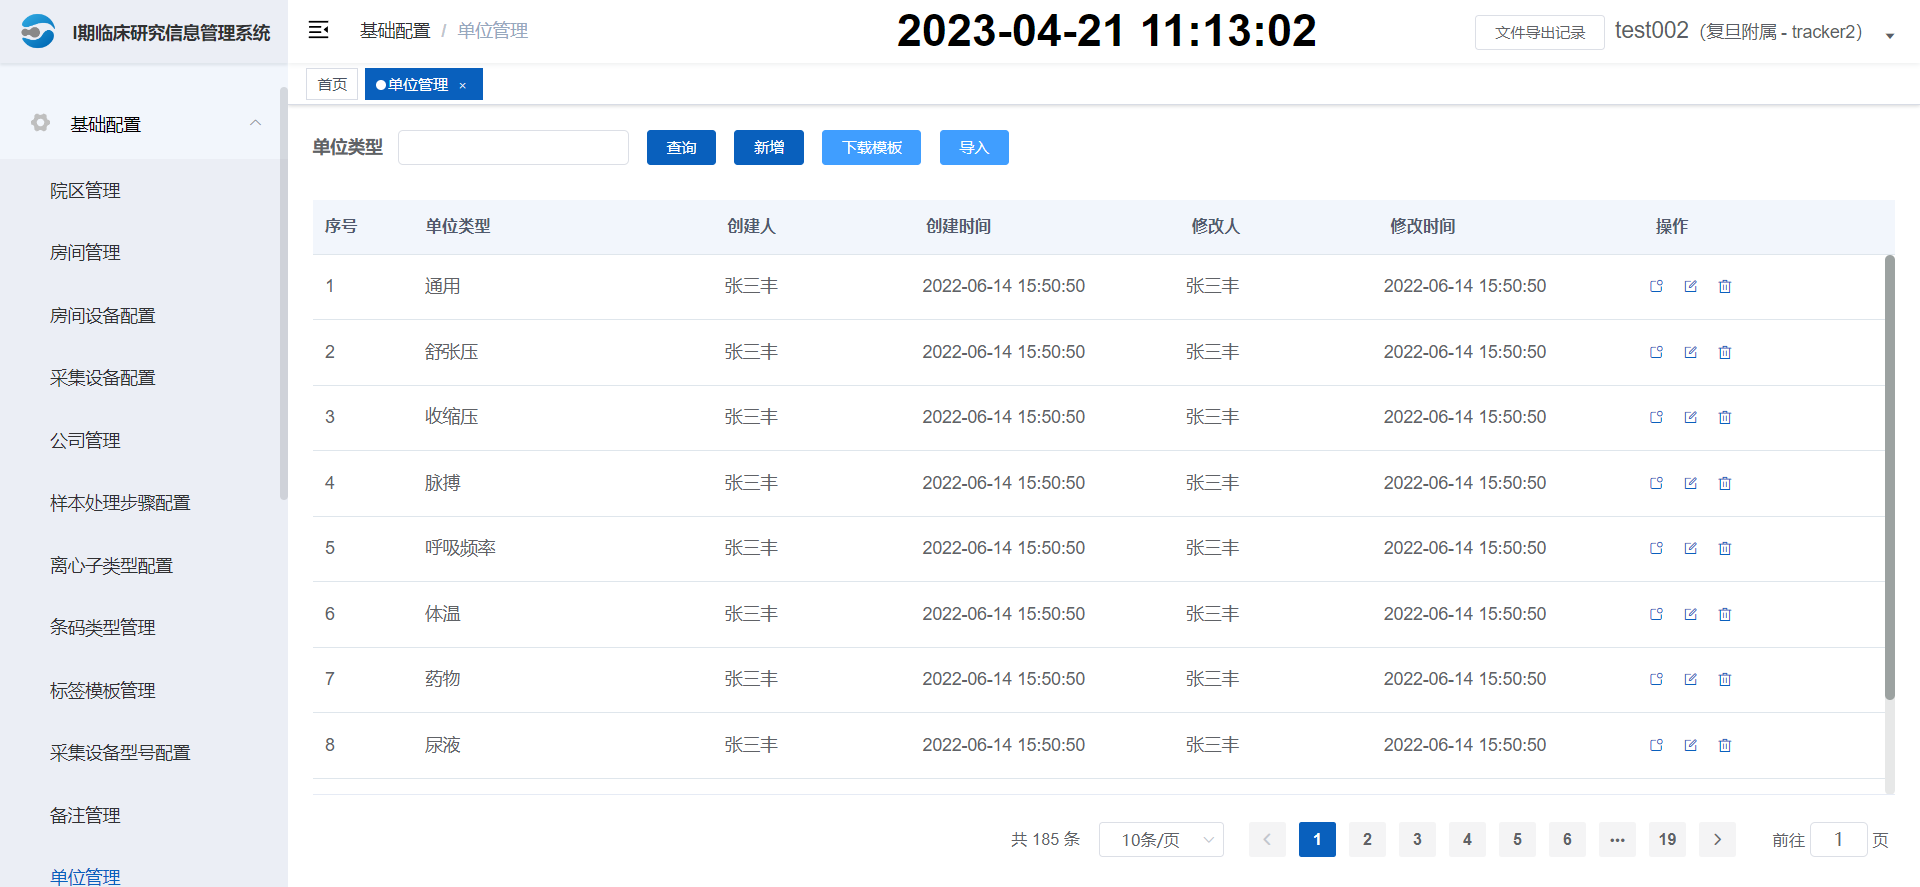 I期临床研究信息管理系统
基础配置 / 单位管理
2023-04-21 11:13:02
文件导出记录
test002（复旦附属 - tracker2）
首页
单位管理 ×
基础配置
院区管理
房间管理
房间设备配置
采集设备配置
公司管理
样本处理步骤配置
离心子类型配置
条码类型管理
标签模板管理
采集设备型号配置
备注管理
单位管理
单位类型 查询 新增 下载模板 导入
序号 单位类型 创建人 创建时间 修改人 修改时间 操作
1 通用 张三丰 2022-06-14 15:50:50 张三丰 2022-06-14 15:50:50
2 舒张压 张三丰 2022-06-14 15:50:50 张三丰 2022-06-14 15:50:50
3 收缩压 张三丰 2022-06-14 15:50:50 张三丰 2022-06-14 15:50:50
4 脉搏 张三丰 2022-06-14 15:50:50 张三丰 2022-06-14 15:50:50
5 呼吸频率 张三丰 2022-06-14 15:50:50 张三丰 2022-06-14 15:50:50
6 体温 张三丰 2022-06-14 15:50:50 张三丰 2022-06-14 15:50:50
7 药物 张三丰 2022-06-14 15:50:50 张三丰 2022-06-14 15:50:50
8 尿液 张三丰 2022-06-14 15:50:50 张三丰 2022-06-14 15:50:50
共 185 条 10条/页 1 2 3 4 5 6 ••• 19 前往 1 页